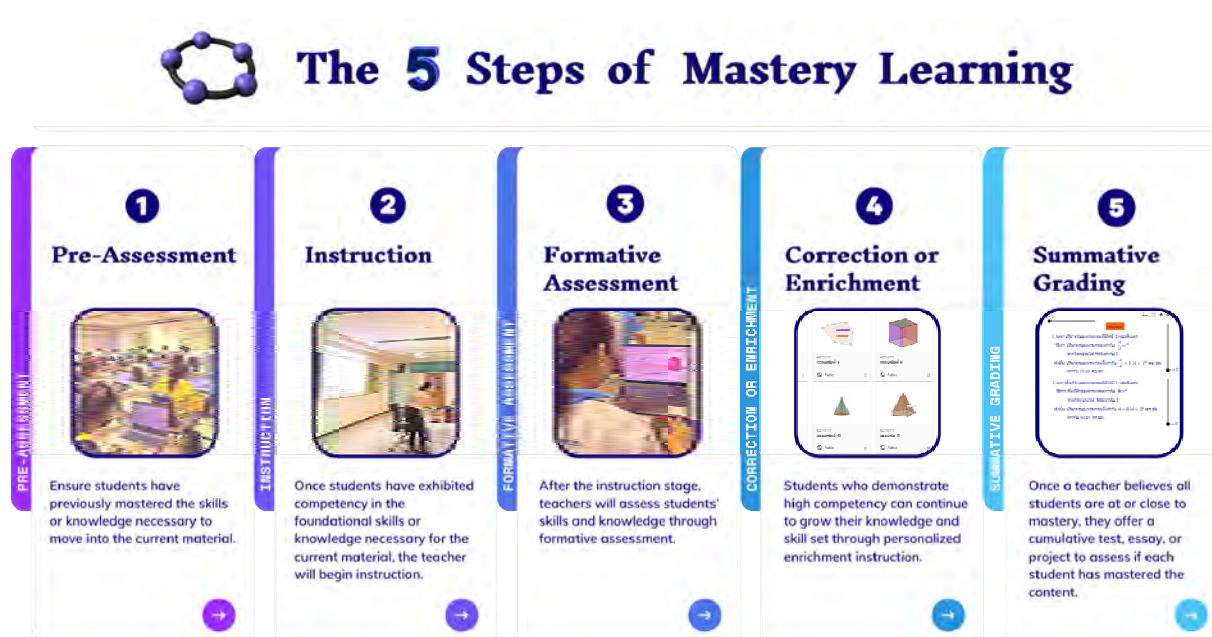 The 5 Steps of Mastery Learning
PRE-ASSESSMENT
1
Pre-Assessment
Ensure students have
previously mastered the skills
or knowledge necessary to
move into the current material.
INSTRUCTION
2
Instruction
Once students have exhibited
competency in the
foundational skills or
knowledge necessary for the
current material, the teacher
will begin instruction.
FORMATIVE ASSESSMENT
3
Formative
Assessment
After the instruction stage,
teachers will assess students'
skills and knowledge through
formative assessment.
CORRECTION OR ENRICHMENT
4
Correction or
Enrichment
Students who demonstrate
high competency can continue
to grow their knowledge and
skill set through personalized
enrichment instruction.
SUMMATIVE GRADING
5
Summative
Grading
Once a teacher believes all
students are at or close to
mastery, they offer a
cumulative test, essay, or
project to assess if each
student has mastered the
content.